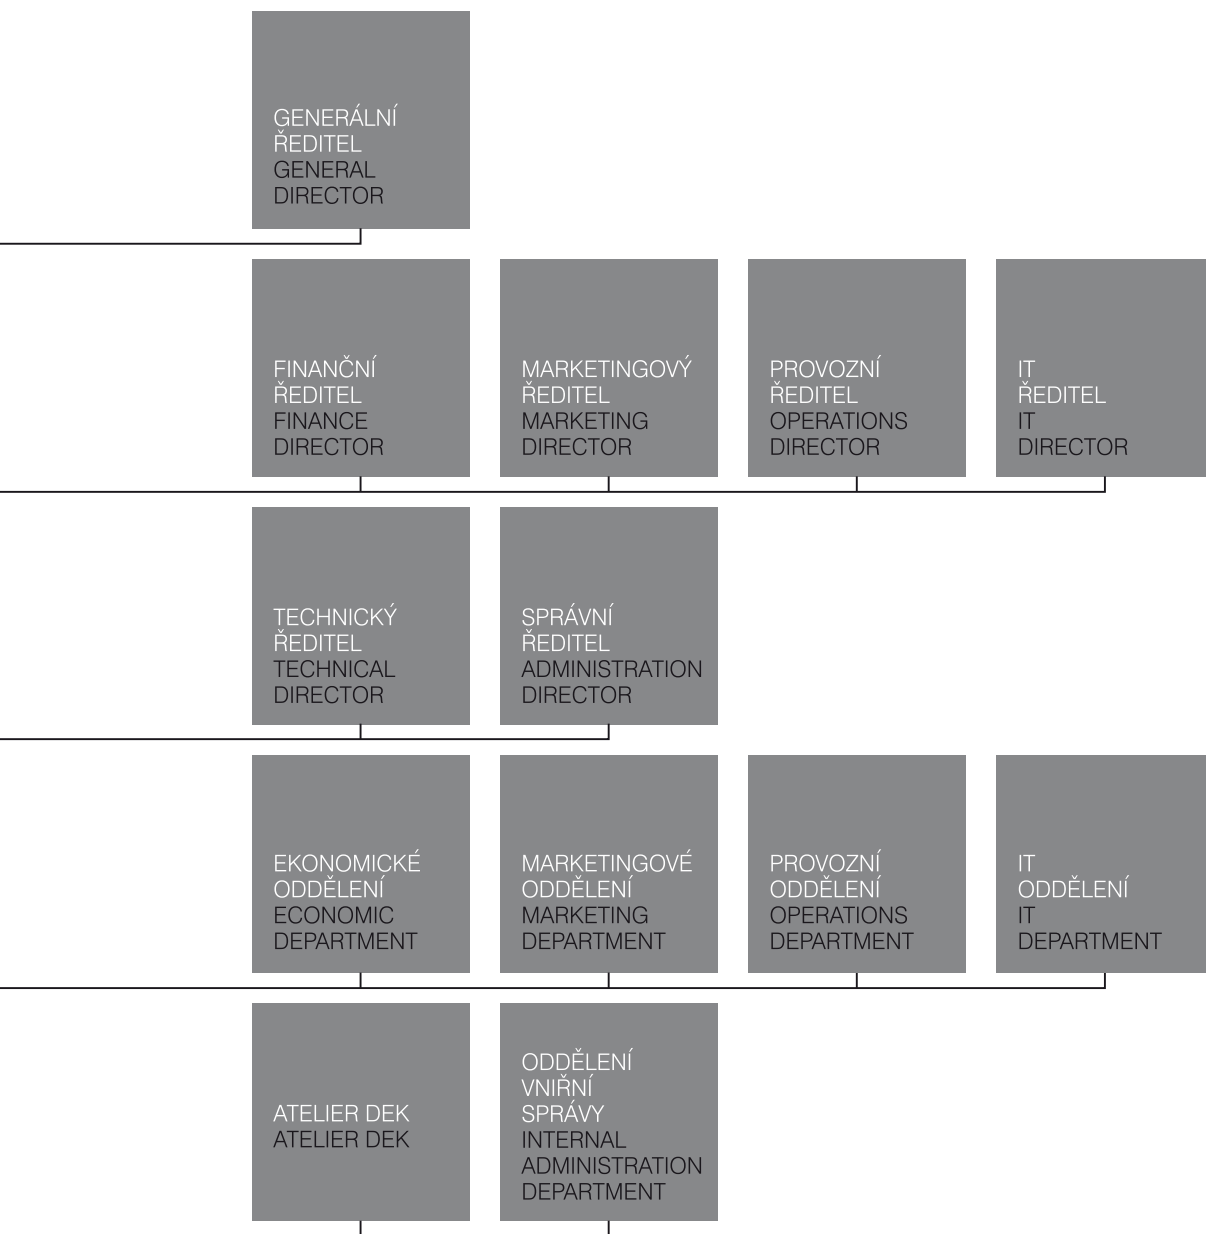 GENERÁLNÍ
ŘEDITEL
GENERAL
DIRECTOR
FINANČNÍ
ŘEDITEL
FINANCE
DIRECTOR
MARKETINGOVÝ
ŘEDITEL
MARKETING
DIRECTOR
PROVOZNÍ
ŘEDITEL
OPERATIONS
DIRECTOR
IT
ŘEDITEL
IT
DIRECTOR
TECHNICKÝ
ŘEDITEL
TECHNICAL
DIRECTOR
SPRÁVNÍ
ŘEDITEL
ADMINISTRATION
DIRECTOR
EKONOMICKÉ
ODDĚLENÍ
ECONOMIC
DEPARTMENT
MARKETINGOVÉ
ODDĚLENÍ
MARKETING
DEPARTMENT
PROVOZNÍ
ODDĚLENÍ
OPERATIONS
DEPARTMENT
IT
ODDĚLENÍ
IT
DEPARTMENT
ATELIER DEK
ATELIER DEK
ODDĚLENÍ
VNIŘNÍ
SPRÁVY
INTERNAL
ADMINISTRATION
DEPARTMENT